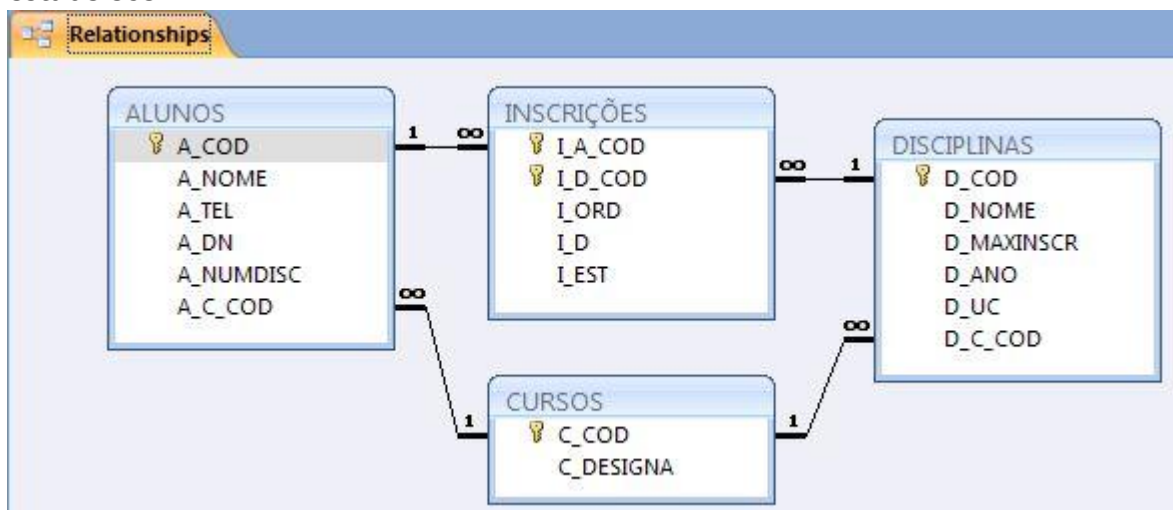 Relationships
ALUNOS
A_COD
A_NOME
A_TEL
A_DN
A_NUMDISC
A_C_COD
1
∞
INSCRIÇÕES
I_A_COD
I_D_COD
I_ORD
I_D
I_EST
∞
1
DISCIPLINAS
D_COD
D_NOME
D_MAXINSCR
D_ANO
D_UC
D_C_COD
∞
1
CURSOS
C_COD
C_DESIGNA
1
∞